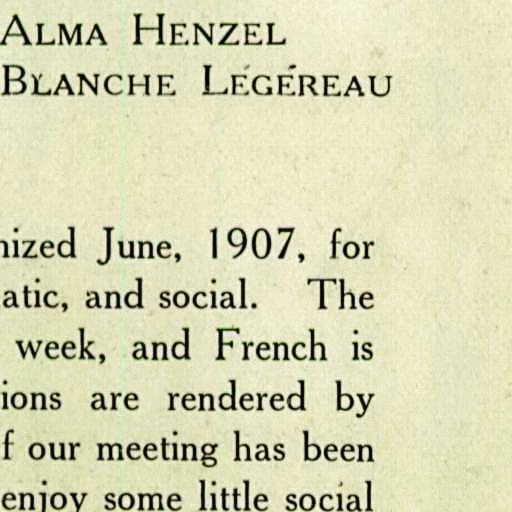 ALMA HENZEL
BLANCHE LÉGÉREAU
nized June, 1907, for
atic, and social. The
week, and French is
ions are rendered by
f our meeting has been
enjoy some little social